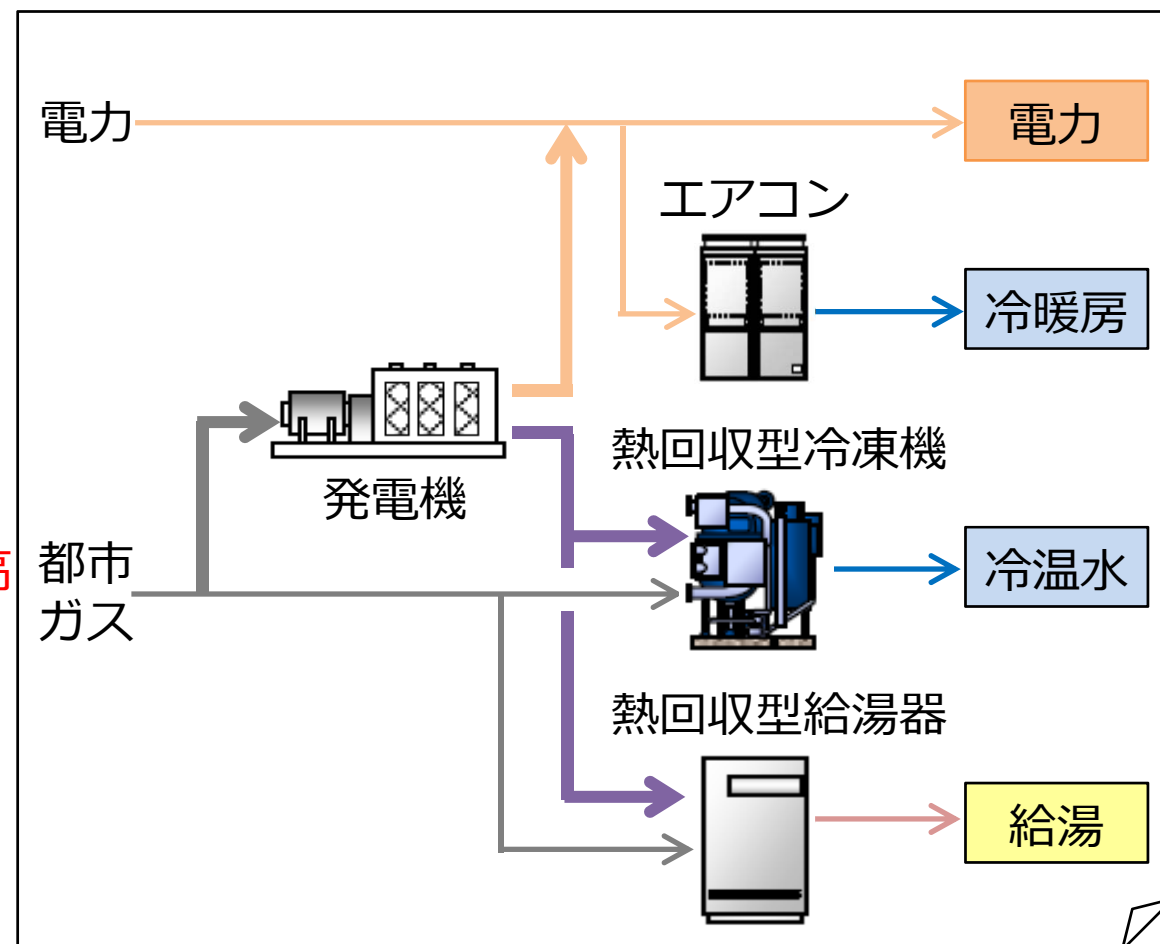 電力
電力
エアコン
冷暖房
熱回収型冷凍機
発電機
都市
ガス
冷温水
熱回収型給湯器
給湯